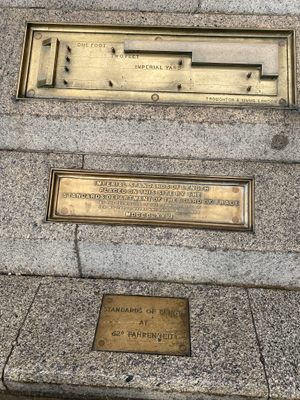 ONE FOOT
TWO FEET
IMPERIAL YARD
TROUGHTON & SIMMS, LONDON
IMPERIAL STANDARDS OF LENGTH
PLACED ON THIS SITE BY THE
STANDARDS DEPARTMENT OF THE BOARD OF TRADE
MDCCCLXXVI
STANDARDS OF LENGTH
AT
62° FAHRENHEIT